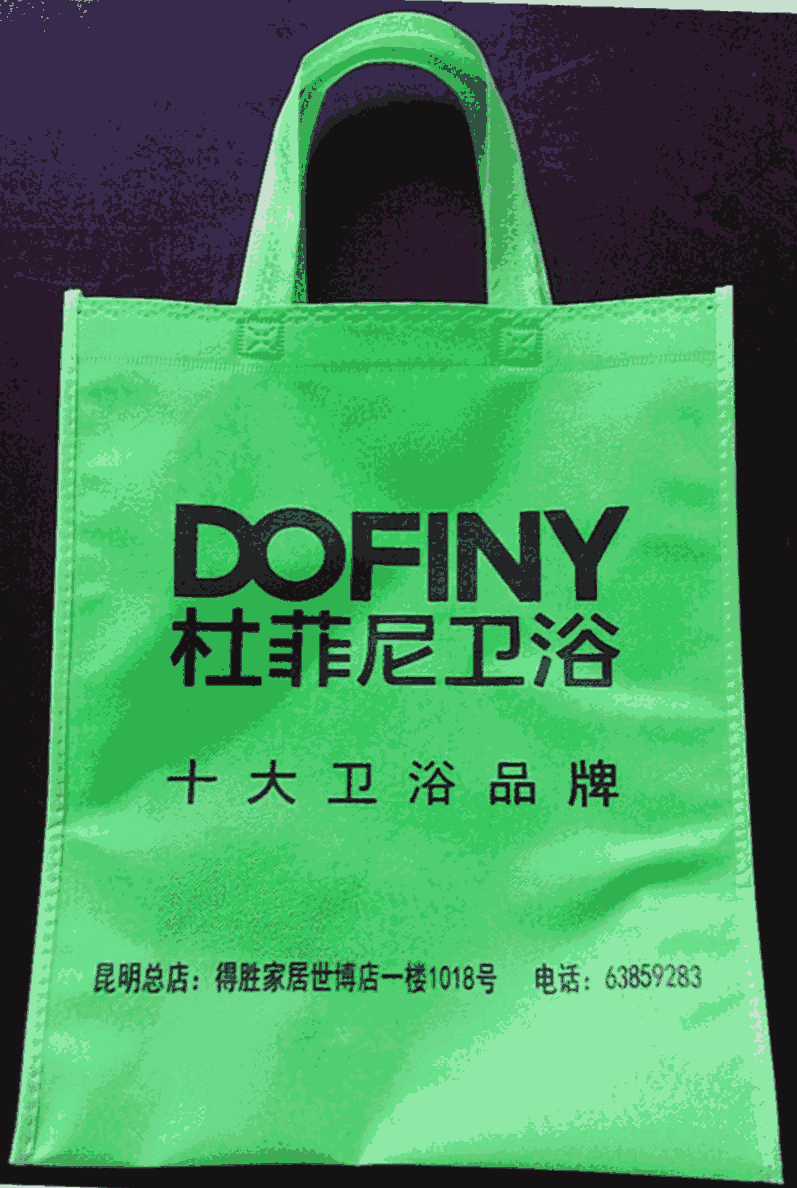 DOFINY
杜菲尼卫浴
十大卫浴品牌
昆明总店：得胜家居世博店一楼1018号 电话：63859283